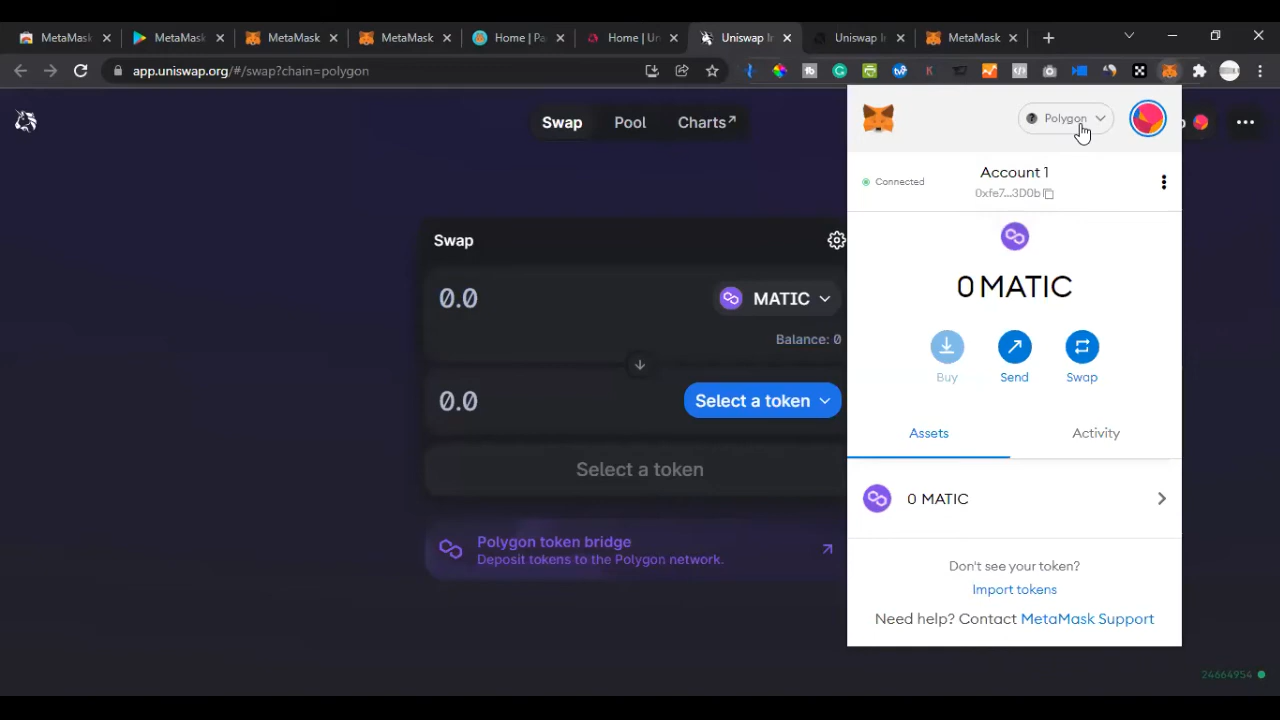 MetaMask
MetaMask
MetaMask
MetaMask
Home | Pa
Home | Un
Uniswap In
Uniswap In
MetaMask
app.uniswap.org/#/swap?chain=polygon
Swap
Pool
Charts↗
Polygon
Connected
Account 1
0xfe7...3D0b
0 MATIC
Buy
Send
Swap
Assets
Activity
0 MATIC
Don't see your token?
Import tokens
Need help? Contact MetaMask Support
Swap
0.0
MATIC
Balance: 0
0.0
Select a token
Select a token
Polygon token bridge
Deposit tokens to the Polygon network.
24664954